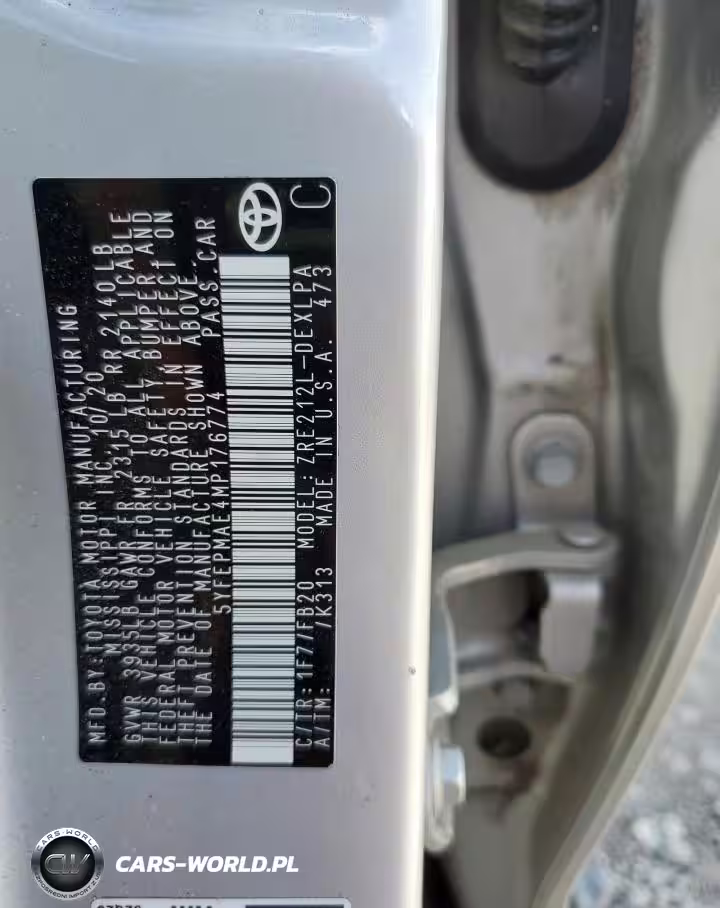 MFD.BY:TOYOTA MOTOR MANUFACTURING
MISSISSIPPI INC. 10/20
GVWR 3935LB GAWR FR 2315 LB RR 2140 LB
THIS VEHICLE CONFORMS TO ALL APPLICABLE
FEDERAL MOTOR VEHICLE SAFETY, BUMPER, AND
THEFT PREVENTION STANDARDS IN EFFECT ON
THE DATE OF MANUFACTURE SHOWN ABOVE.
5YFEPMAE4MP176774 PASS.CAR
C/TR: 1F7/FB20 MODEL: ZRE212L-DEXLPA
A/TM: /K313 MADE IN U.S.A. 473
C
CARS-WORLD
CW
CARS-WORLD.PL